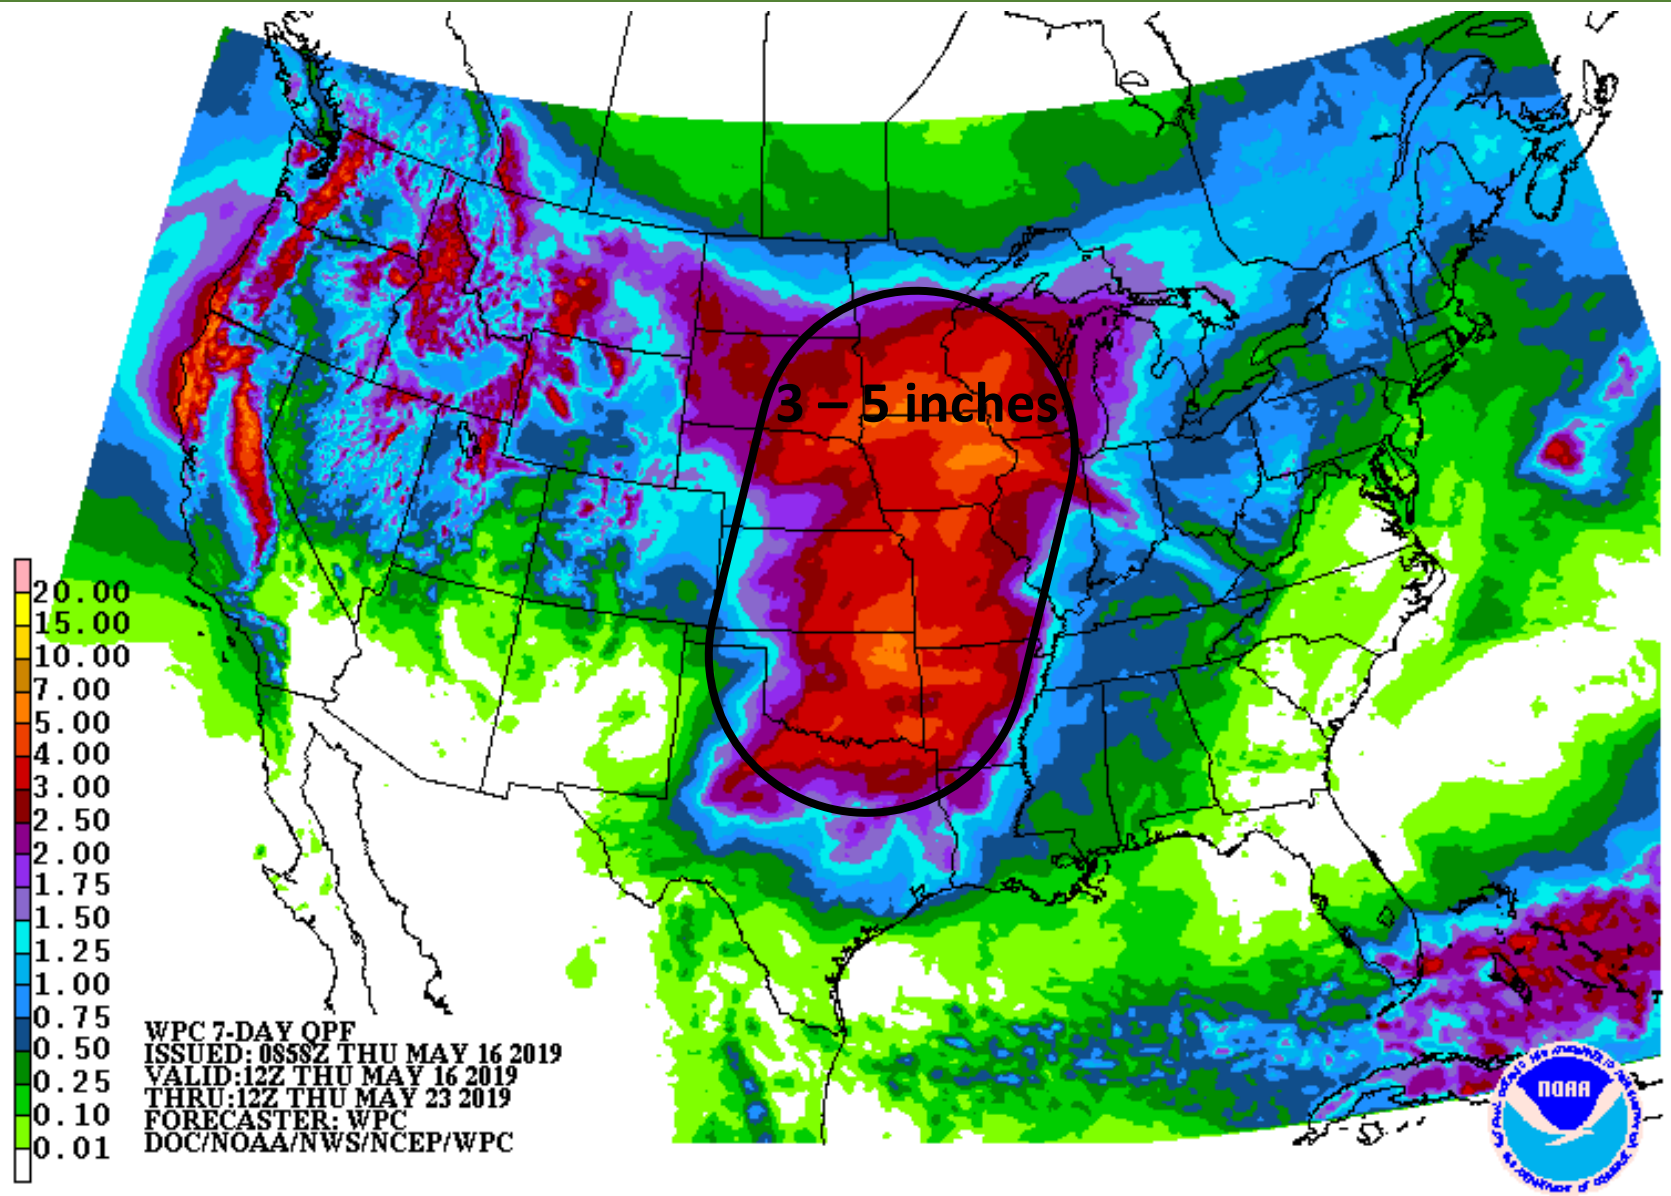 3 – 5 inches
20.00
15.00
10.00
7.00
5.00
4.00
3.00
2.50
2.00
1.75
1.50
1.25
1.00
0.75
0.50
0.25
0.10
0.01
WPC 7-DAY QPF
ISSUED: 0858Z THU MAY 16 2019
VALID:12Z THU MAY 16 2019
THRU:12Z THU MAY 23 2019
FORECASTER: WPC
DOC/NOAA/NWS/NCEP/WPC
NOAA